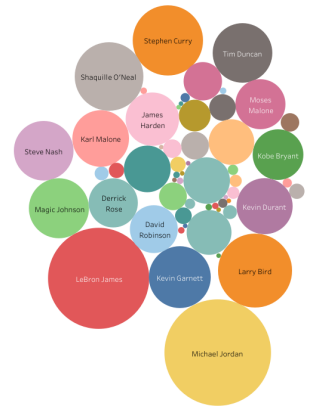 Stephen Curry
Tim Duncan
Shaquille O'Neal
Moses
Malone
James
Harden
Karl Malone
Steve Nash
Kobe Bryant
Magic Johnson
Derrick
Rose
Kevin Durant
David
Robinson
LeBron James
Kevin Garnett
Larry Bird
Michael Jordan